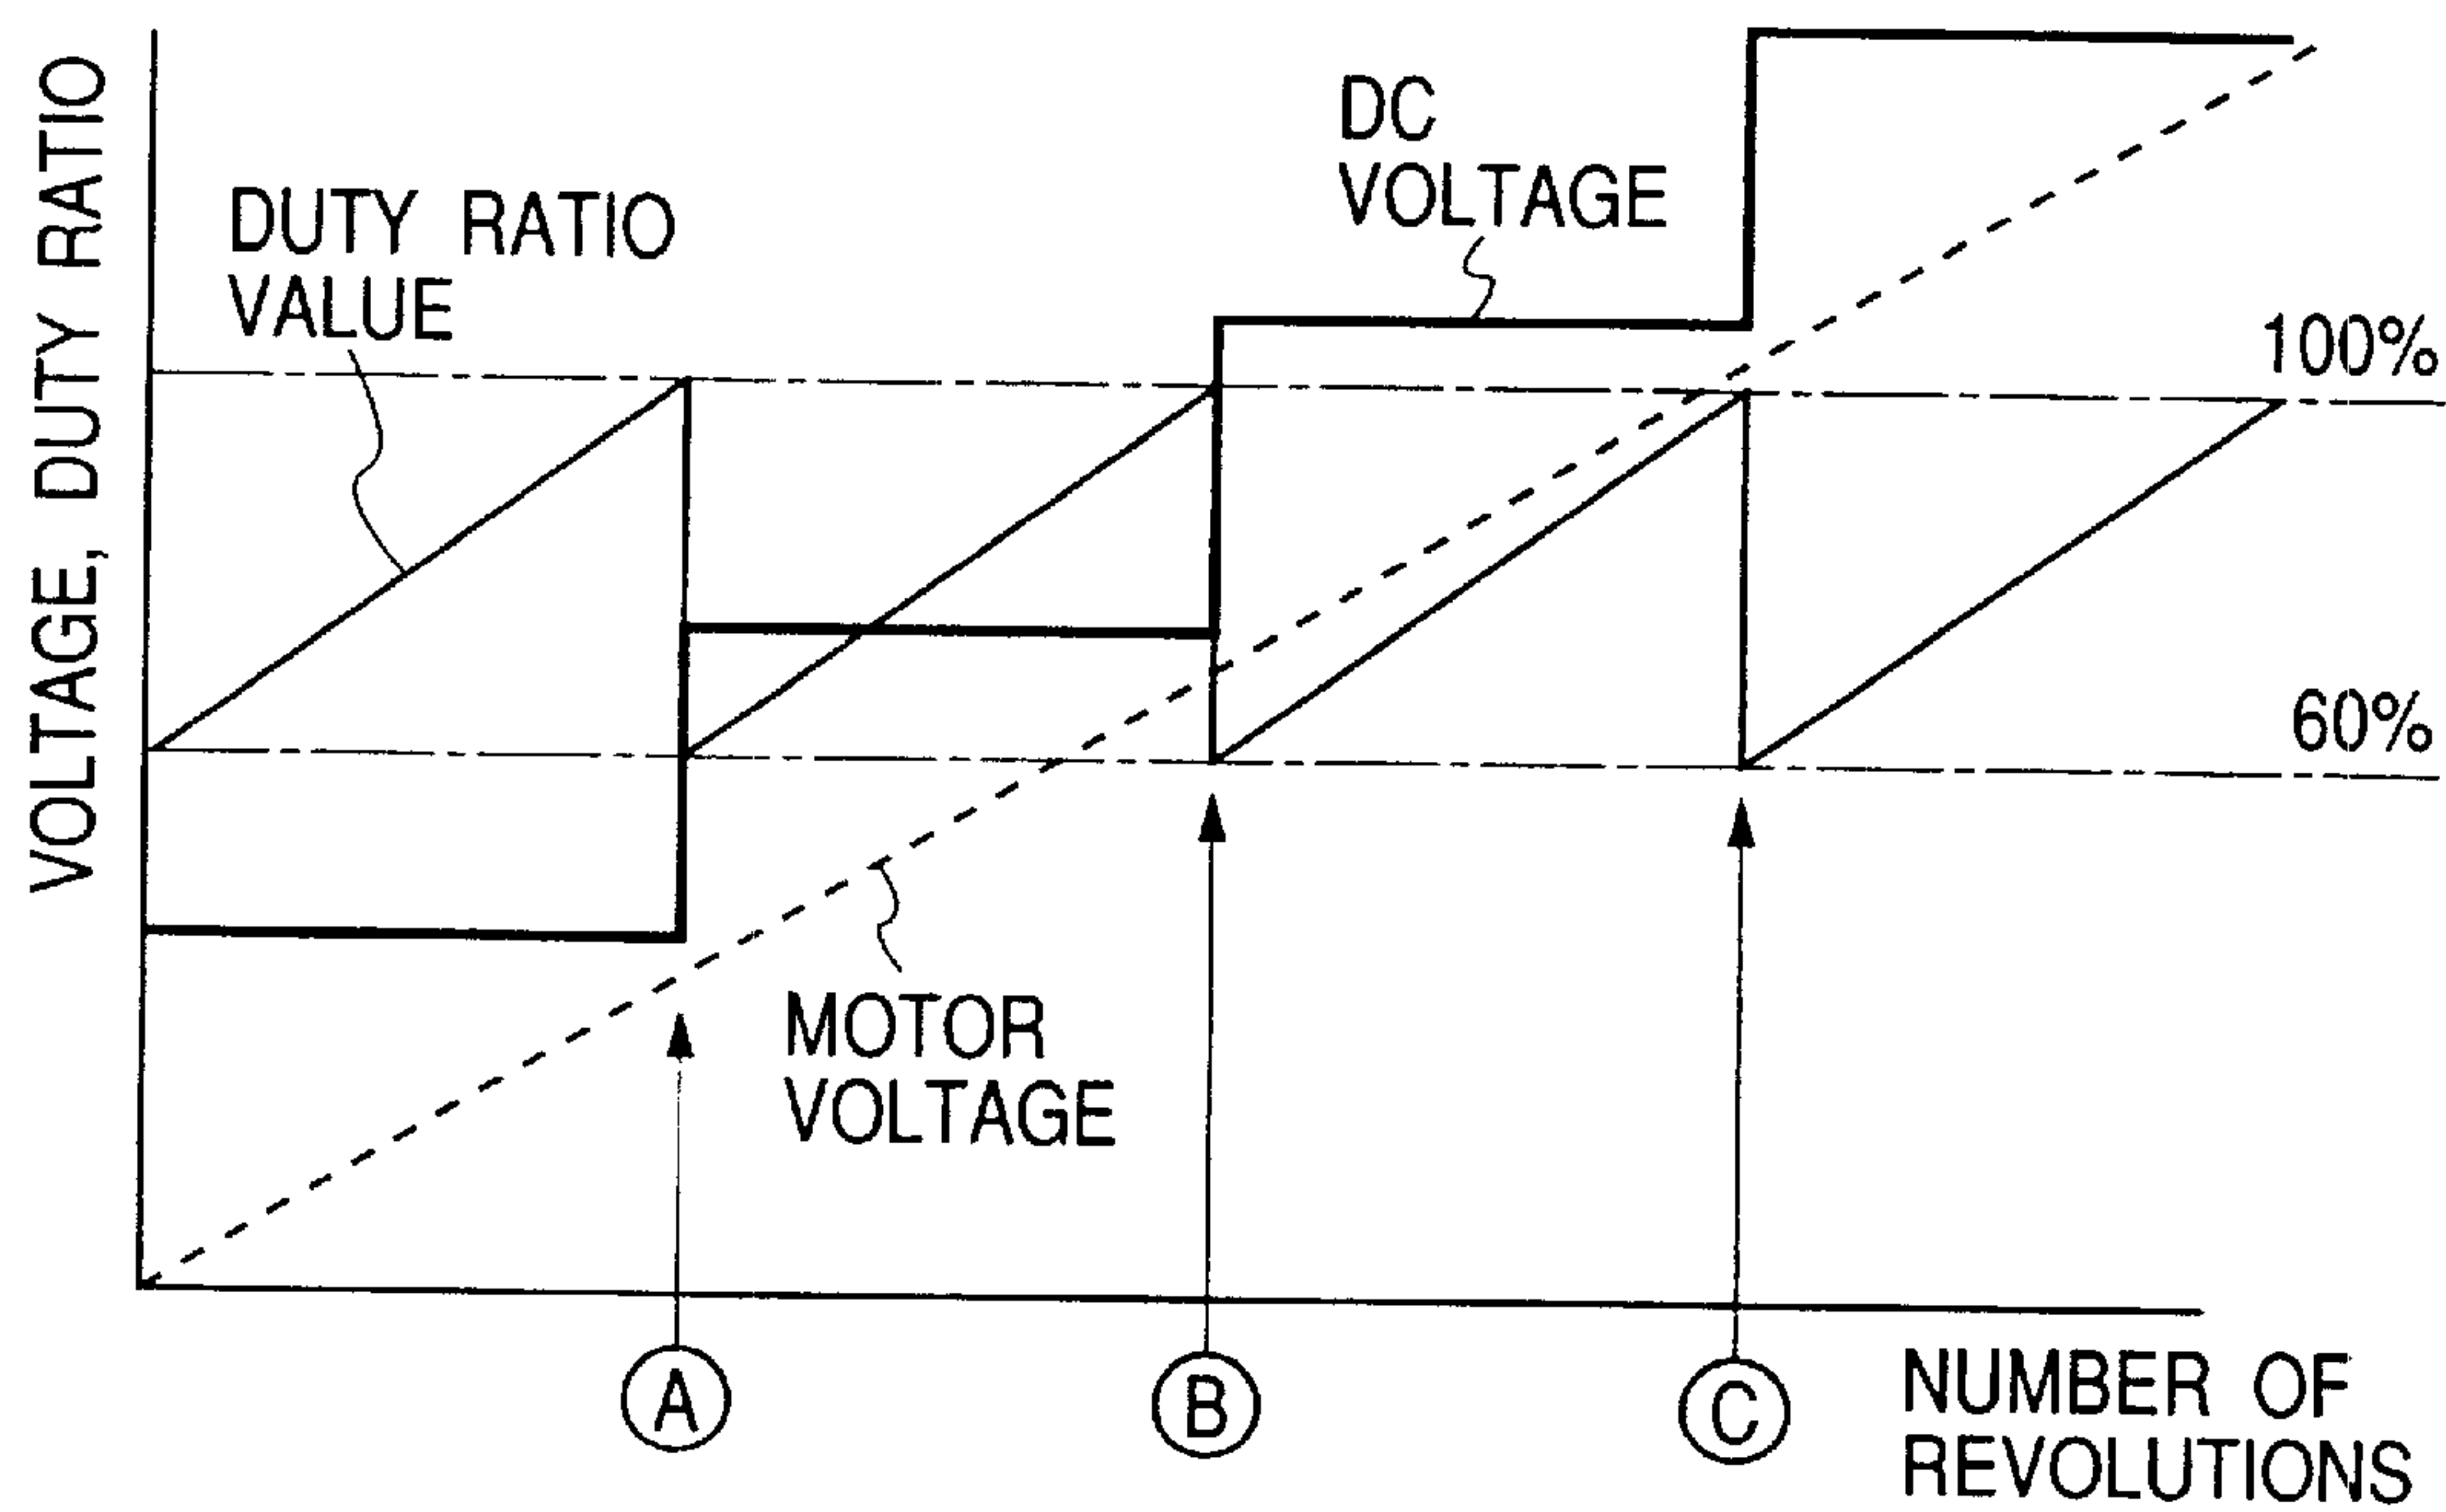 VOLTAGE, DUTY RATIO
DUTY RATIO
VALUE
DC
VOLTAGE
100%
60%
MOTOR
VOLTAGE
A
B
C
NUMBER OF
REVOLUTIONS